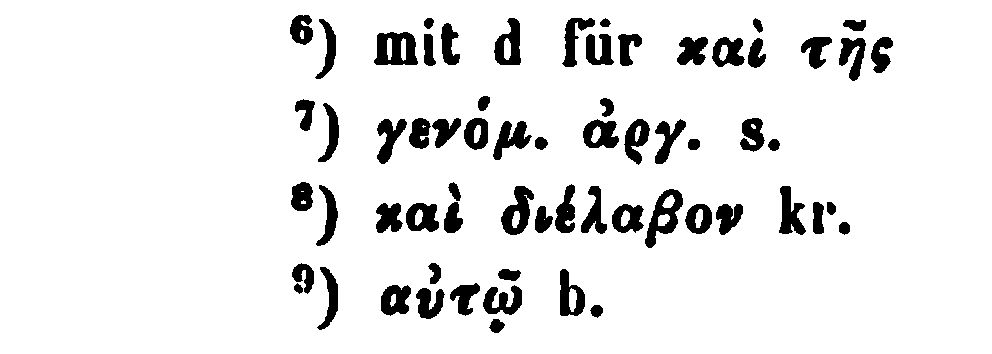 ⁶) mit d für καὶ τῆς
⁷) γενόμ. ἀργ. s.
⁸) καὶ διέλαβον kr.
⁹) αὐτῷ b.